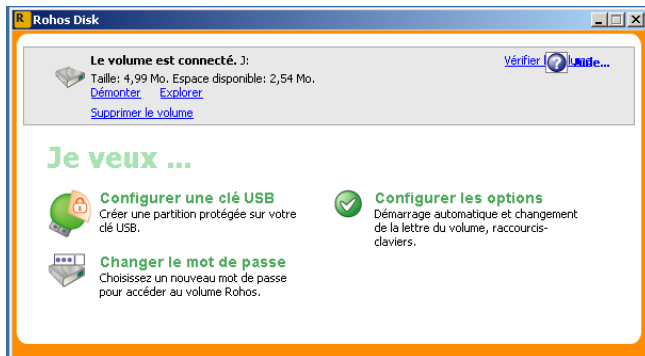 Rohos Disk
Le volume est connecté. J:
Vérifier Aide...
Taille: 4,99 Mo. Espace disponible: 2,54 Mo.
Démonter Explorer
Supprimer le volume
Je veux ...
Configurer une clé USB
Créer une partition protégée sur votre
clé USB.
Configurer les options
Démarrage automatique et changement
de la lettre du volume, raccourcis-
claviers.
Changer le mot de passe
Choisissez un nouveau mot de passe
pour accéder au volume Rohos.